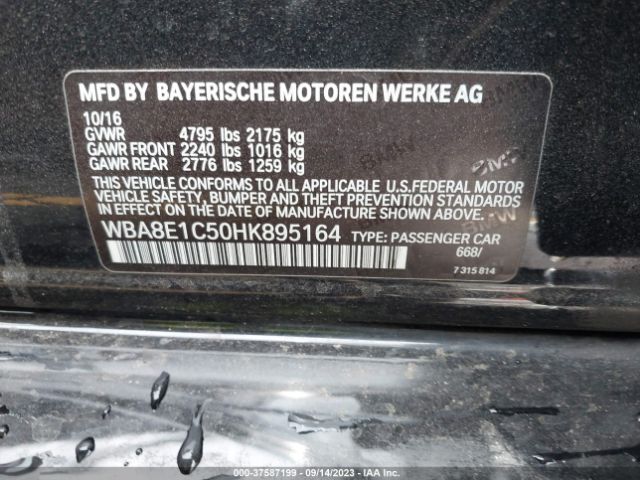 MFD BY BAYERISCHE MOTOREN WERKE AG
10/16
GVWR 4795 lbs 2175 kg
GAWR FRONT 2240 lbs 1016 kg
GAWR REAR 2776 lbs 1259 kg
THIS VEHICLE CONFORMS TO ALL APPLICABLE U.S.FEDERAL MOTOR
VEHICLE SAFETY, BUMPER, AND THEFT PREVENTION STANDARDS
IN EFFECT ON THE DATE OF MANUFACTURE SHOWN ABOVE.
WBA8E1C50HK895164 TYPE: PASSENGER CAR
668/
7 315 814
000-37587199 - 09/14/2023 - IAA Inc.